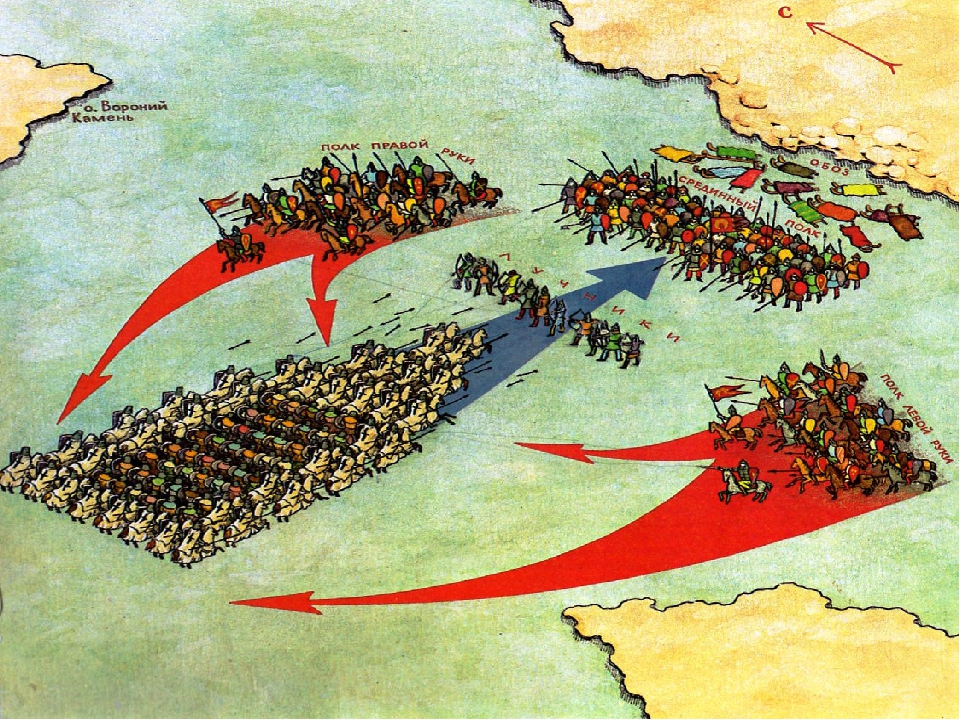 С
о. Вороний
Камень
ПОЛК ПРАВОЙ РУКИ
ОБОЗ
СРЕДИННЫЙ ПОЛК
ЛУЧНИКИ
ПОЛК ЛЕВОЙ РУКИ